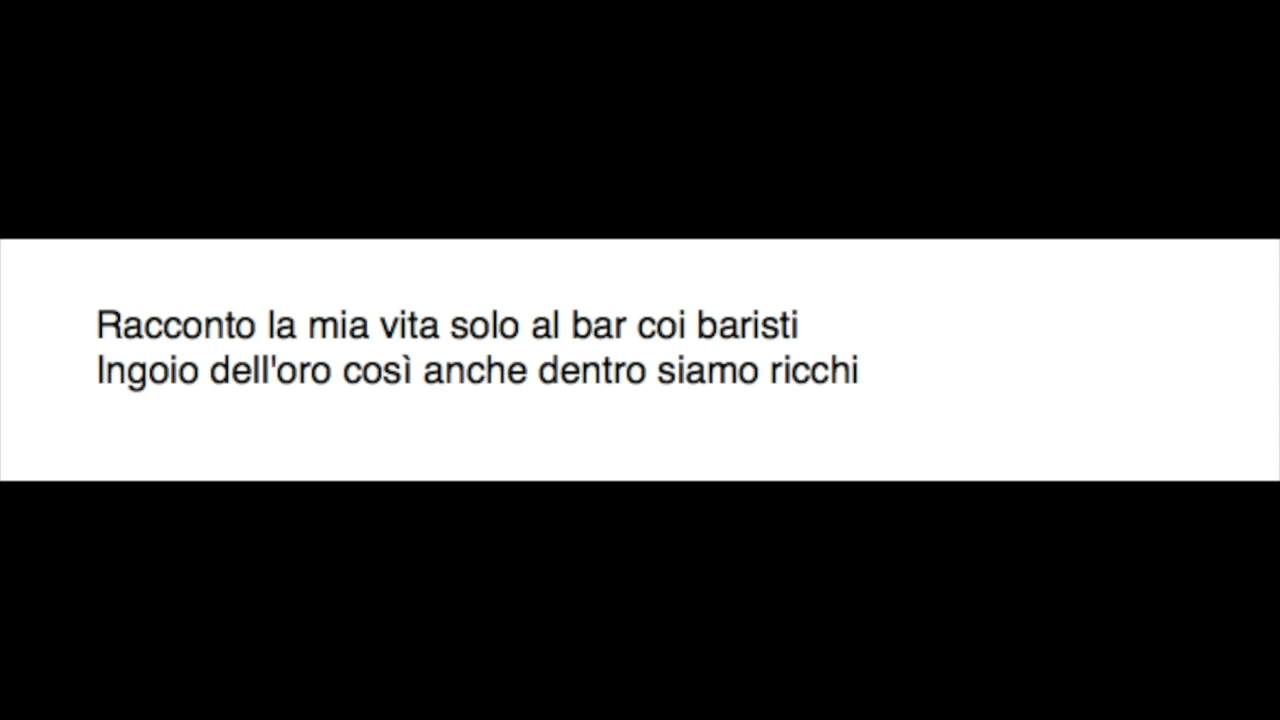 Racconto la mia vita solo al bar coi baristi
Ingoio dell'oro così anche dentro siamo ricchi